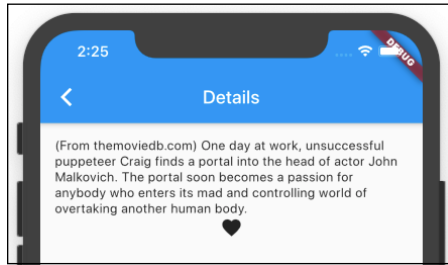 2:25
DEBUG
Details
(From themoviedb.com) One day at work, unsuccessful
puppeteer Craig finds a portal into the head of actor John
Malkovich. The portal soon becomes a passion for
anybody who enters its mad and controlling world of
overtaking another human body.